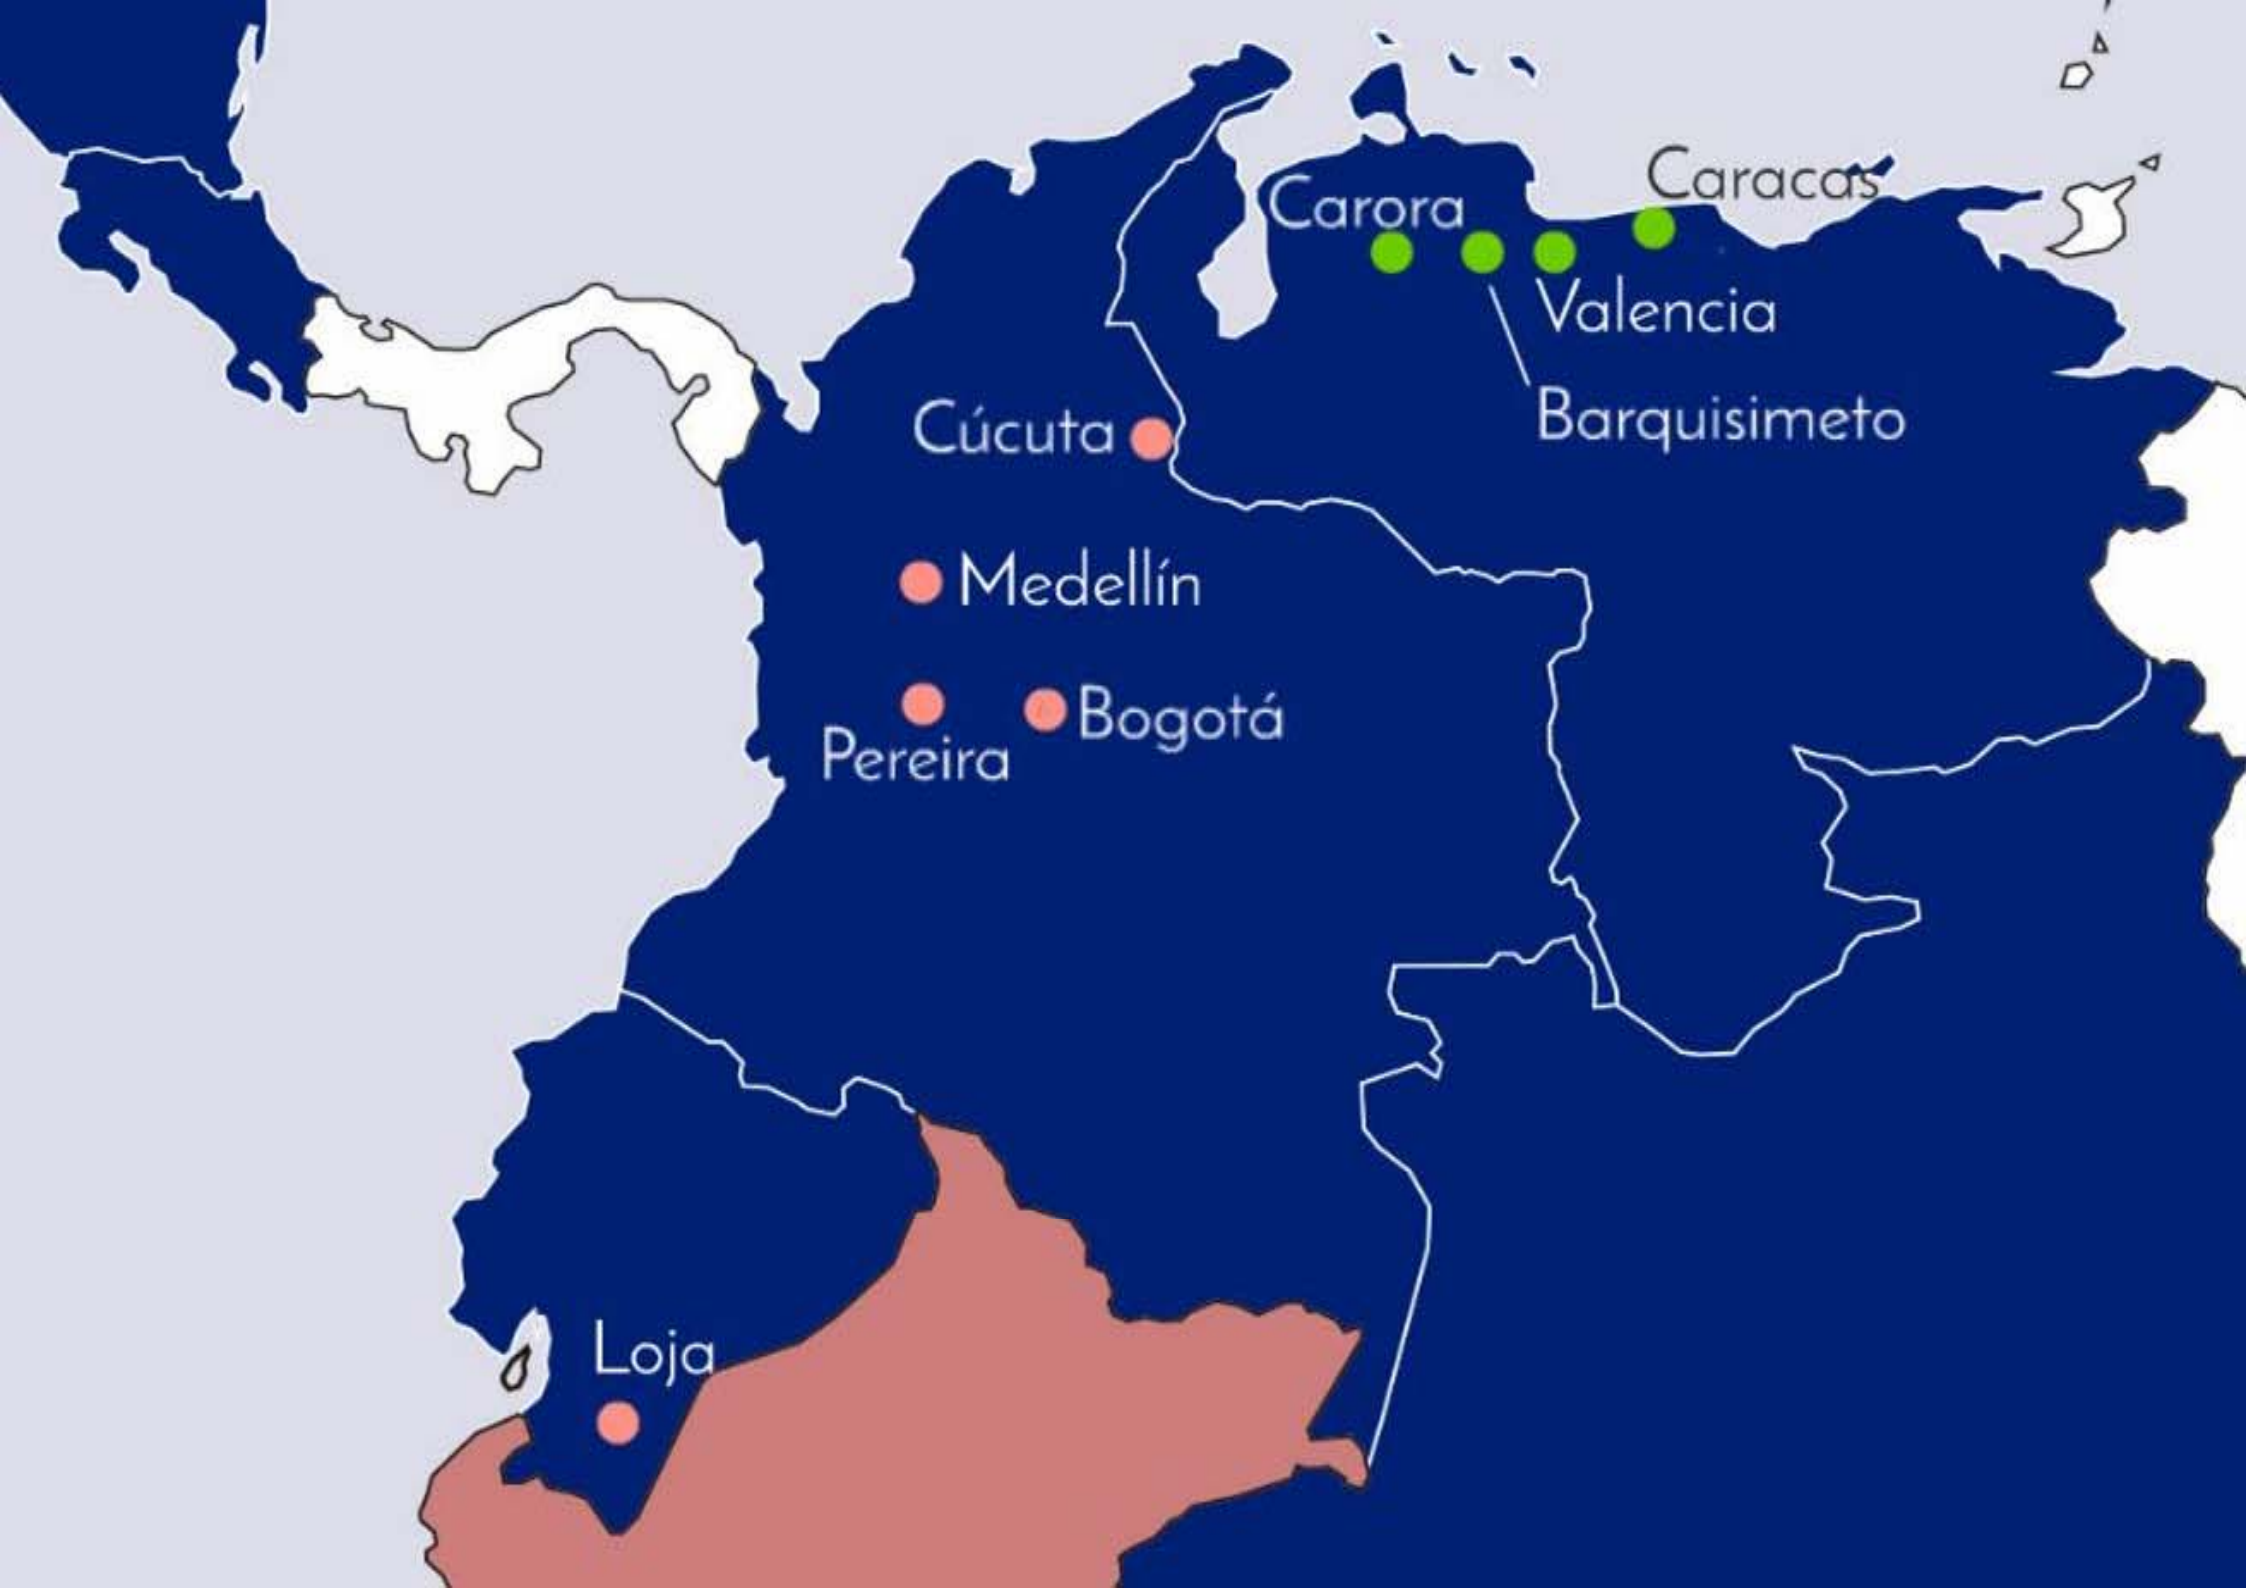 Caracas
Carora
Valencia
Barquisimeto
Cúcuta
Medellín
Bogotá
Pereira
Loja